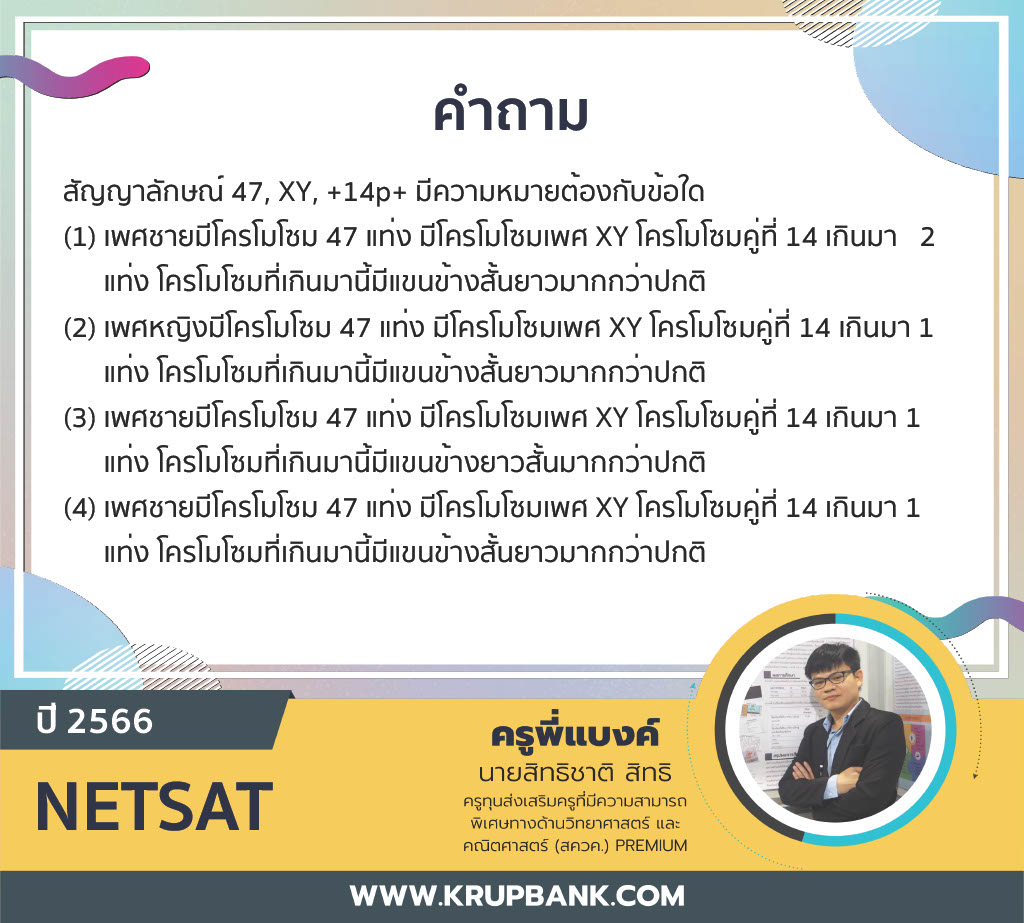 คำถาม
สัญญาลักษณ์ 47, XY, +14p+ มีความหมายต้องกับข้อใด
(1) เพศชายมีโครโมโซม 47 แท่ง มีโครโมโซมเพศ XY โครโมโซมคู่ที่ 14 เกินมา 2
แท่ง โครโมโซมที่เกินมานี้มีแขนข้างสั้นยาวมากกว่าปกติ
(2) เพศหญิงมีโครโมโซม 47 แท่ง มีโครโมโซมเพศ XY โครโมโซมคู่ที่ 14 เกินมา 1
แท่ง โครโมโซมที่เกินมานี้มีแขนข้างสั้นยาวมากกว่าปกติ
(3) เพศชายมีโครโมโซม 47 แท่ง มีโครโมโซมเพศ XY โครโมโซมคู่ที่ 14 เกินมา 1
แท่ง โครโมโซมที่เกินมานี้มีแขนข้างยาวสั้นมากกว่าปกติ
(4) เพศชายมีโครโมโซม 47 แท่ง มีโครโมโซมเพศ XY โครโมโซมคู่ที่ 14 เกินมา 1
แท่ง โครโมโซมที่เกินมานี้มีแขนข้างสั้นยาวมากกว่าปกติ
ปี 2566
NETSAT
ครูพี่แบงค์
นายสิทธิชาติ สิทธิ
ครูทุนส่งเสริมครูที่มีความสามารถ
พิเศษทางด้านวิทยาศาสตร์ และ
คณิตศาสตร์ (สควค.) PREMIUM
WWW.KRUPBANK.COM